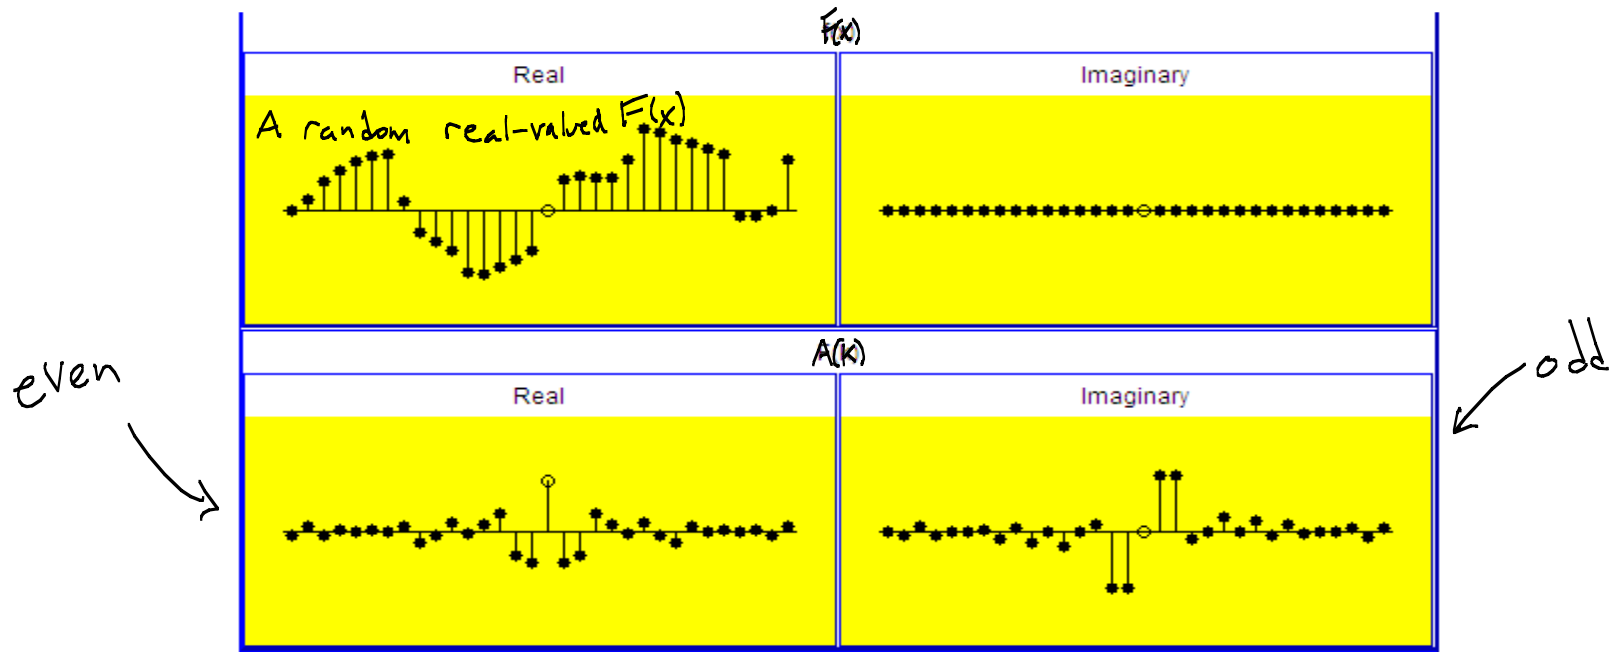 F(x)
Real
Imaginary
A random real-valued F(x)
A(k)
even
odd
Real
Imaginary